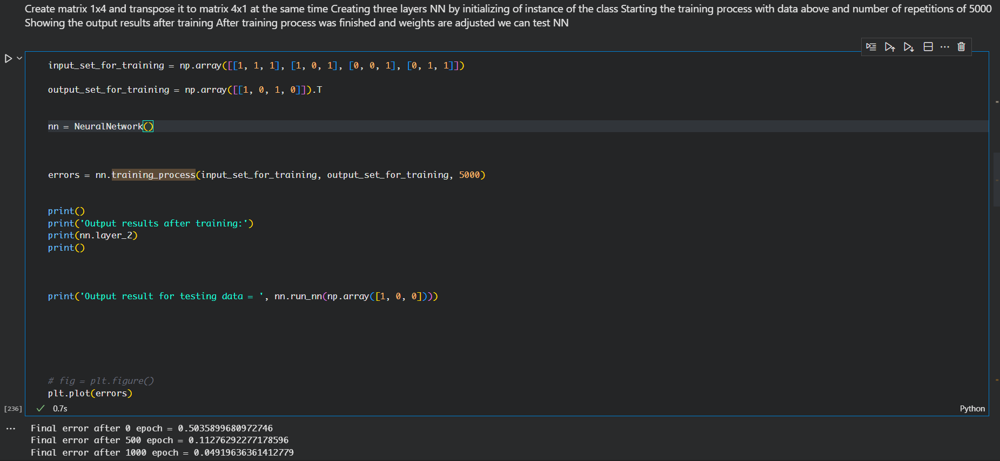 Create matrix 1x4 and transpose it to matrix 4x1 at the same time Creating three layers NN by initializing of instance of the class Starting the training process with data above and number of repetitions of 5000
Showing the output results after training After training process was finished and weights are adjusted we can test NN
input_set_for_training = np.array([[1, 1, 1], [1, 0, 1], [0, 0, 1], [0, 1, 1]])
output_set_for_training = np.array([[1, 0, 1, 0]]).T
nn = NeuralNetwork()
errors = nn.training_process(input_set_for_training, output_set_for_training, 5000)
print()
print('Output results after training:')
print(nn.layer_2)
print()
print('Output result for testing data = ', nn.run_nn(np.array([1, 0, 0])))
# fig = plt.figure()
plt.plot(errors)
[236] 0.7s Python
Final error after 0 epoch = 0.5035899680972746
Final error after 500 epoch = 0.11276292277178596
Final error after 1000 epoch = 0.04919636361412779